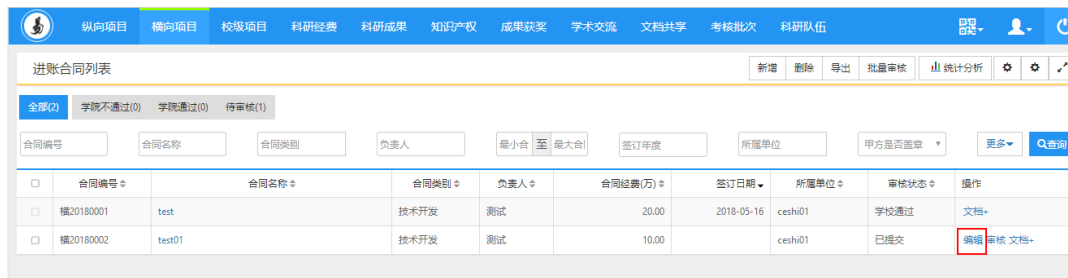 纵向项目 横向项目 校级项目 科研经费 科研成果 知识产权 成果获奖 学术交流 文档共享 考核批次 科研队伍
进账合同列表 新增 删除 导出 批量审核 统计分析
全部(2) 学院不通过(0) 学院通过(0) 待审核(1)
合同编号 合同名称 合同类别 负责人 最小合 至 最大合 签订年度 所属单位 甲方是否盖章 更多 查询
合同编号 合同名称 合同类别 负责人 合同经费(万) 签订日期 所属单位 审核状态 操作
横20180001 test 技术开发 测试 20.00 2018-05-16 ceshi01 学校通过 文档+
横20180002 test01 技术开发 测试 10.00 ceshi01 已提交 编辑 审核 文档+